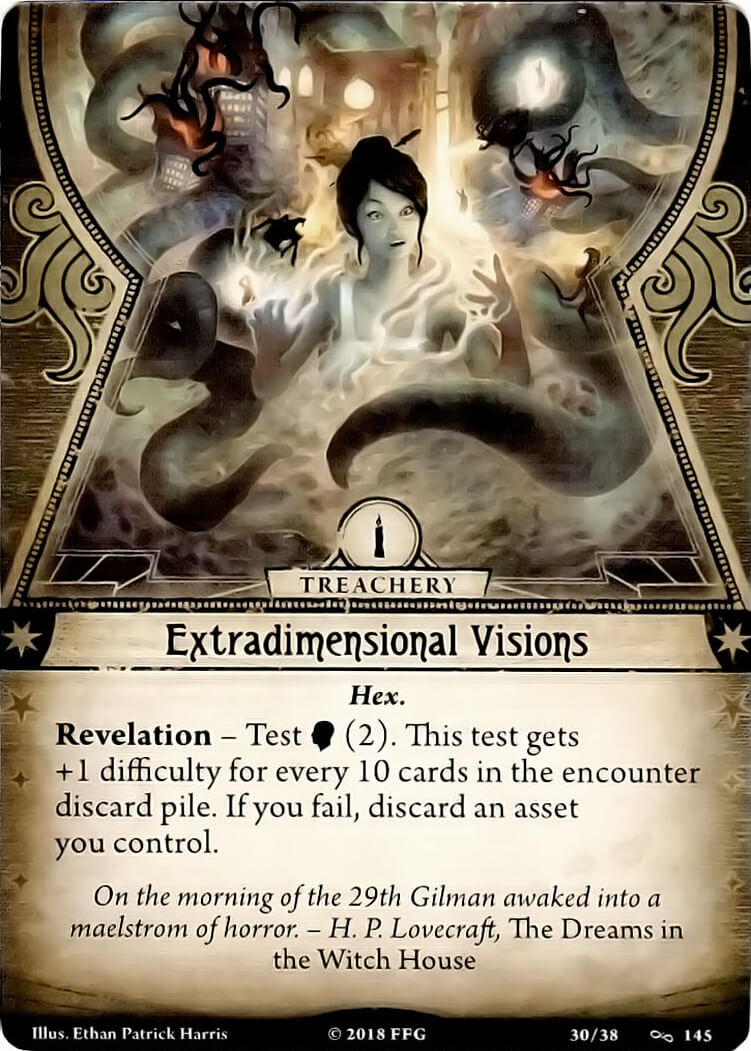 TREACHERY
Extradimensional Visions
Hex.
Revelation – Test (2). This test gets
+1 difficulty for every 10 cards in the encounter
discard pile. If you fail, discard an asset
you control.
On the morning of the 29th Gilman awaked into a
maelstrom of horror. – H. P. Lovecraft, The Dreams in
the Witch House
Illus. Ethan Patrick Harris © 2018 FFG 30/38 145